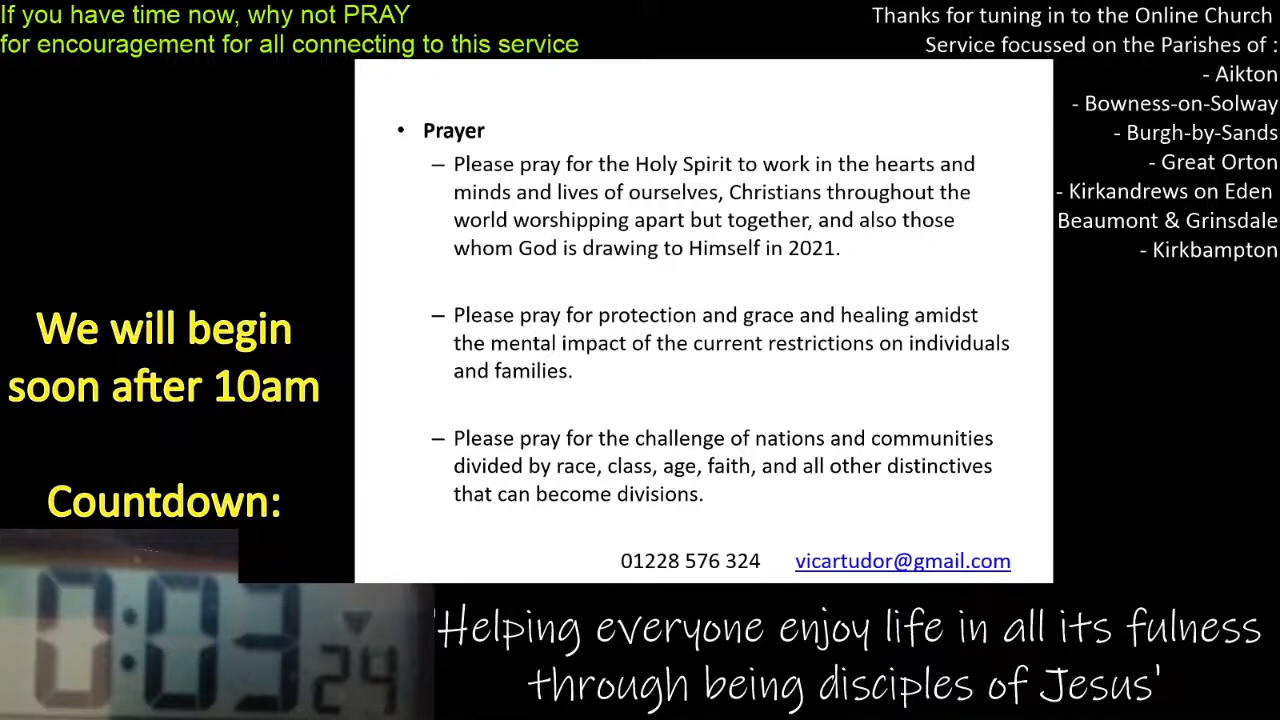 If you have time now, why not PRAY
for encouragement for all connecting to this service
Thanks for tuning in to the Online Church
Service focussed on the Parishes of :
- Aikton
- Bowness-on-Solway
- Burgh-by-Sands
- Great Orton
- Kirkandrews on Eden
Beaumont & Grinsdale
- Kirkbampton
• Prayer
– Please pray for the Holy Spirit to work in the hearts and
minds and lives of ourselves, Christians throughout the
world worshipping apart but together, and also those
whom God is drawing to Himself in 2021.
– Please pray for protection and grace and healing amidst
the mental impact of the current restrictions on individuals
and families.
– Please pray for the challenge of nations and communities
divided by race, class, age, faith, and all other distinctives
that can become divisions.
01228 576 324 vicartudor@gmail.com
We will begin
soon after 10am
Countdown:
0:03 24
'Helping everyone enjoy life in all its fulness
through being disciples of Jesus'